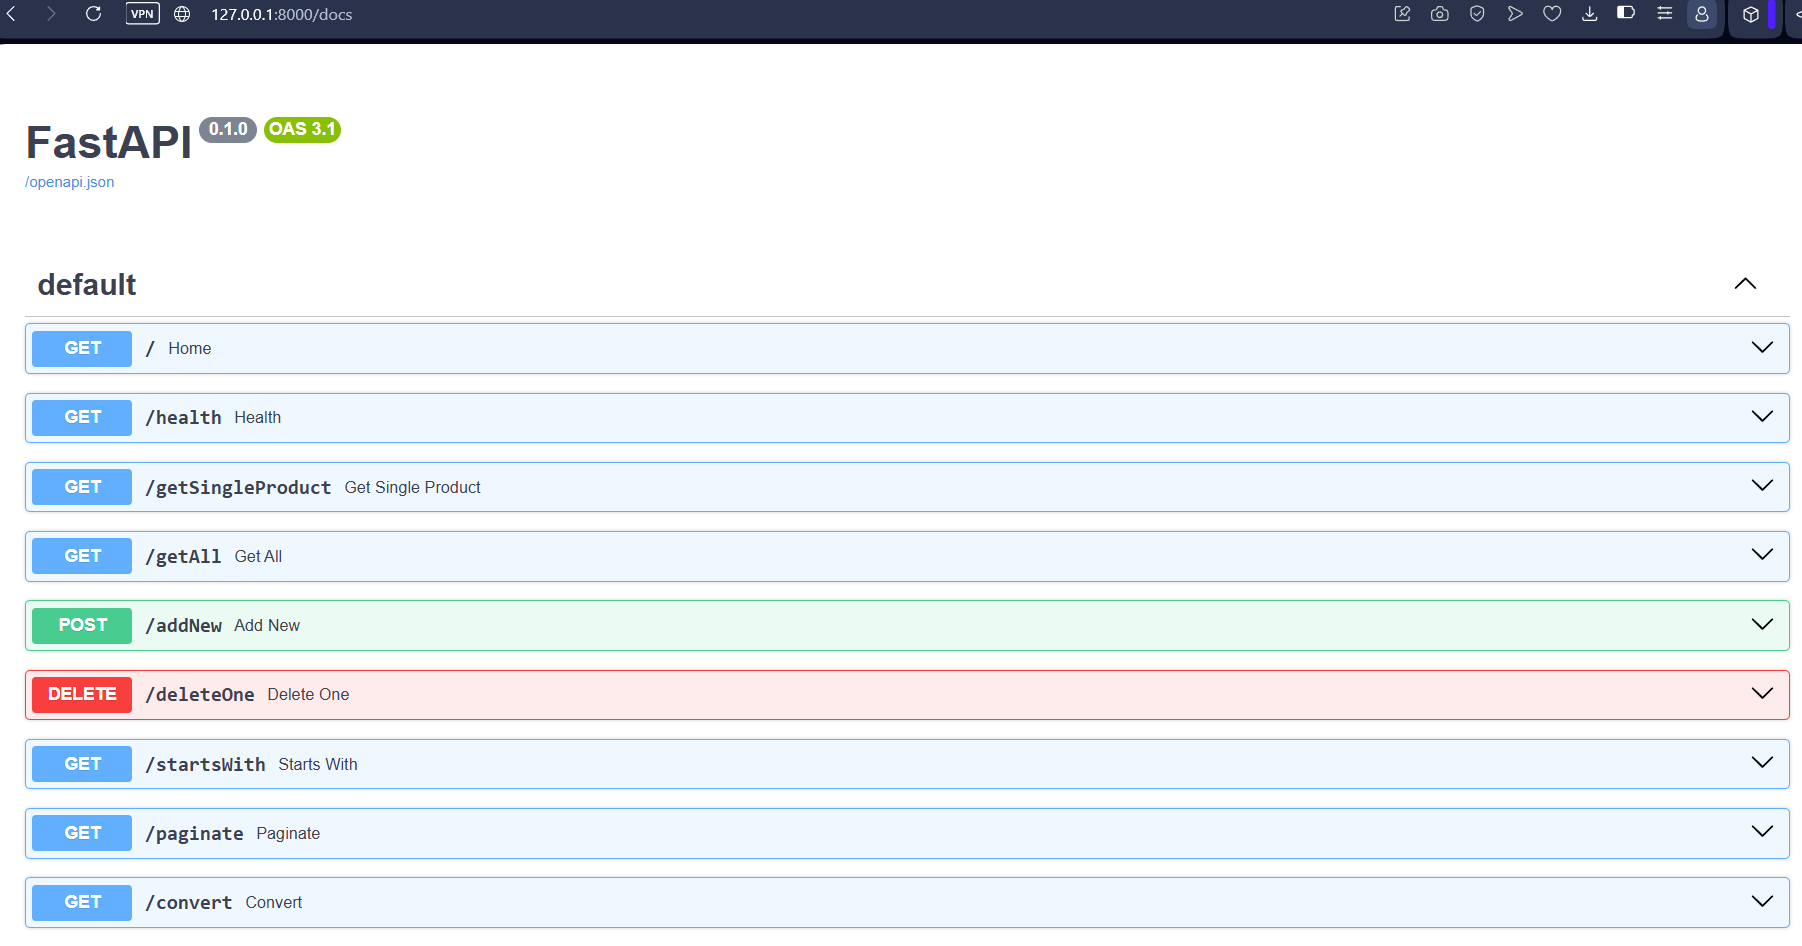 VPN 127.0.0.1:8000/docs
FastAPI 0.1.0 OAS 3.1
/openapi.json
default
GET / Home
GET /health Health
GET /getSingleProduct Get Single Product
GET /getAll Get All
POST /addNew Add New
DELETE /deleteOne Delete One
GET /startsWith Starts With
GET /paginate Paginate
GET /convert Convert